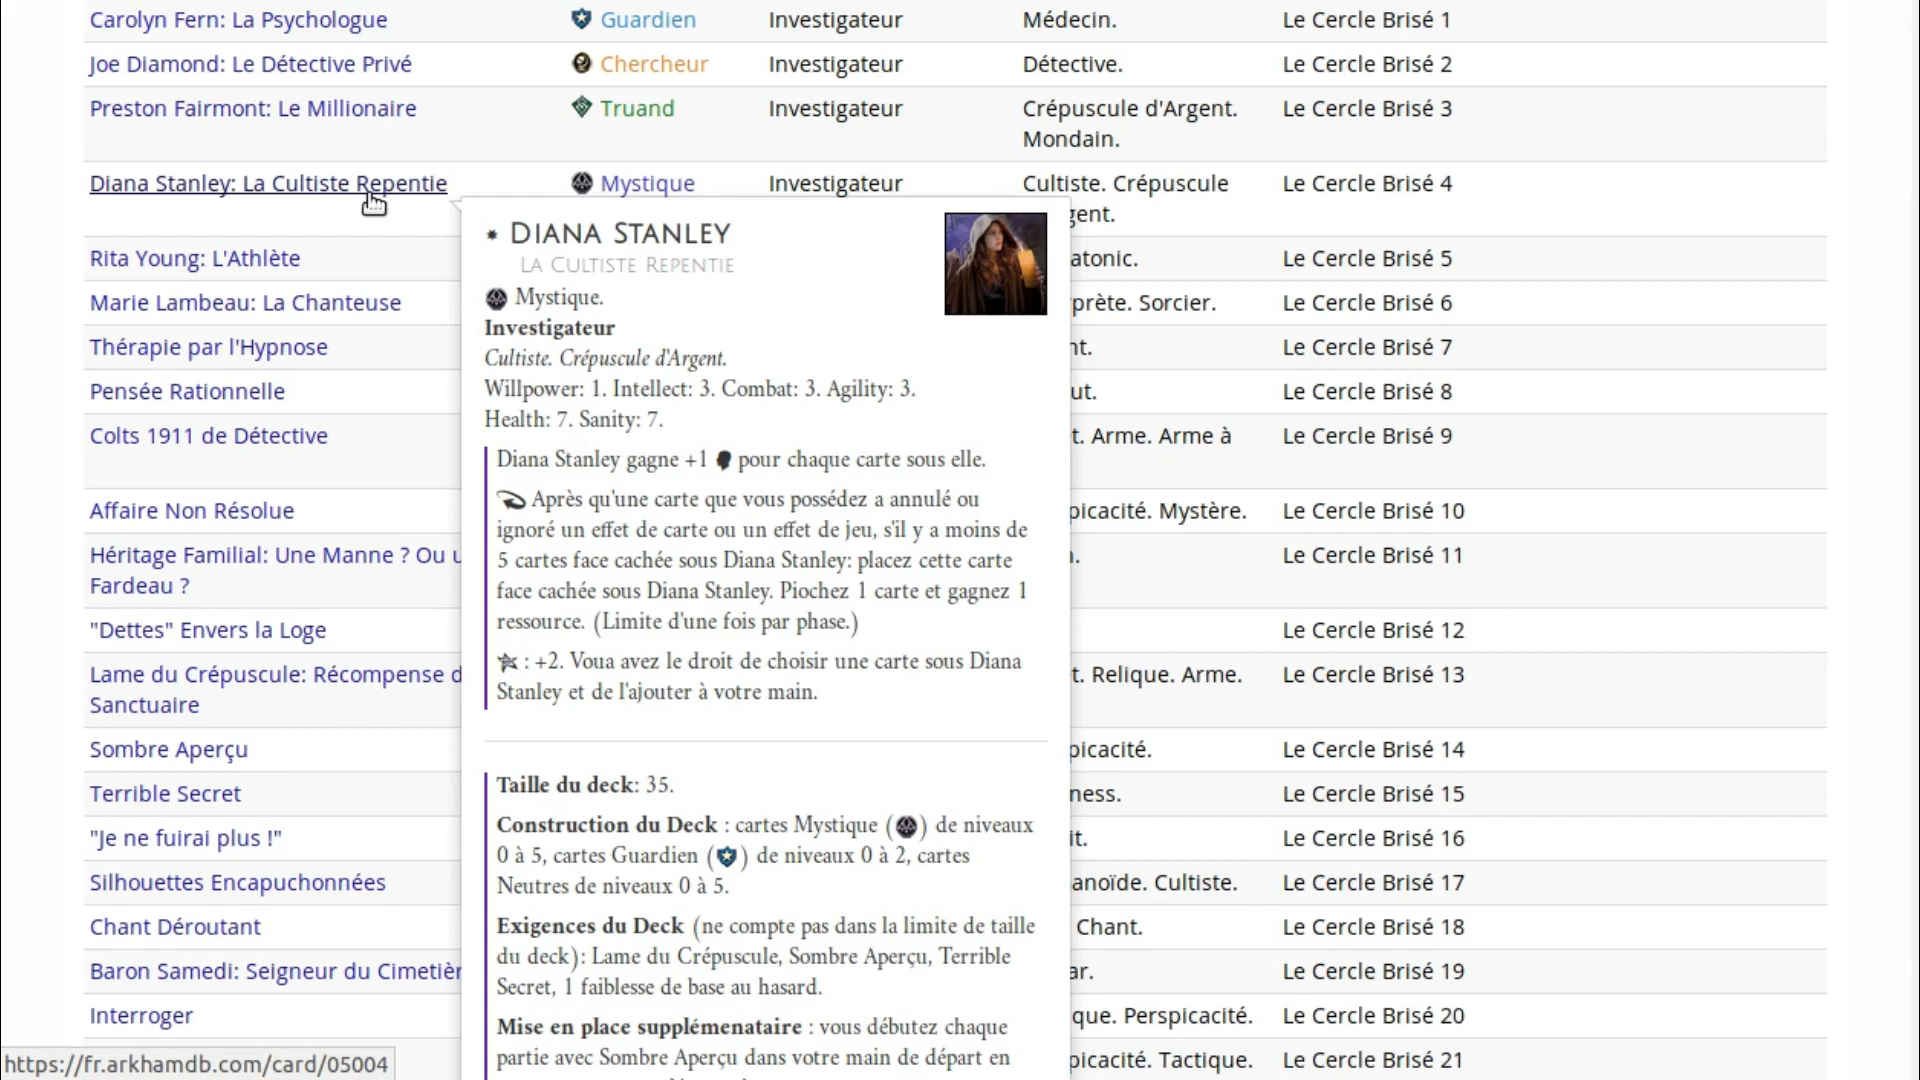 Carolyn Fern: La Psychologue Guardien Investigateur Médecin. Le Cercle Brisé 1
Joe Diamond: Le Détective Privé Chercheur Investigateur Détective. Le Cercle Brisé 2
Preston Fairmont: Le Millionaire Truand Investigateur Crépuscule d'Argent. Le Cercle Brisé 3
Mondain.
Diana Stanley: La Cultiste Repentie Mystique Investigateur Cultiste. Crépuscule Le Cercle Brisé 4
gent.
Rita Young: L'Athlète atonic. Le Cercle Brisé 5
Marie Lambeau: La Chanteuse prète. Sorcier. Le Cercle Brisé 6
Thérapie par l'Hypnose nt. Le Cercle Brisé 7
Pensée Rationnelle ut. Le Cercle Brisé 8
Colts 1911 de Détective t. Arme. Arme à Le Cercle Brisé 9
Affaire Non Résolue picacité. Mystère. Le Cercle Brisé 10
Héritage Familial: Une Manne ? Ou u Le Cercle Brisé 11
Fardeau ?
"Dettes" Envers la Loge Le Cercle Brisé 12
Lame du Crépuscule: Récompense d t. Relique. Arme. Le Cercle Brisé 13
Sanctuaire
Sombre Aperçu picacité. Le Cercle Brisé 14
Terrible Secret ness. Le Cercle Brisé 15
"Je ne fuirai plus !" it. Le Cercle Brisé 16
Silhouettes Encapuchonnées anoïde. Cultiste. Le Cercle Brisé 17
Chant Déroutant Chant. Le Cercle Brisé 18
Baron Samedi: Seigneur du Cimetièr ar. Le Cercle Brisé 19
Interroger que. Perspicacité. Le Cercle Brisé 20
picacité. Tactique. Le Cercle Brisé 21
DIANA STANLEY
LA CULTISTE REPENTIE
Mystique.
Investigateur
Cultiste. Crépuscule d'Argent.
Willpower: 1. Intellect: 3. Combat: 3. Agility: 3.
Health: 7. Sanity: 7.
Diana Stanley gagne +1 pour chaque carte sous elle.
Après qu'une carte que vous possédez a annulé ou
ignoré un effet de carte ou un effet de jeu, s'il y a moins de
5 cartes face cachée sous Diana Stanley: placez cette carte
face cachée sous Diana Stanley. Piochez 1 carte et gagnez 1
ressource. (Limite d'une fois par phase.)
: +2. Voua avez le droit de choisir une carte sous Diana
Stanley et de l'ajouter à votre main.
Taille du deck: 35.
Construction du Deck : cartes Mystique ( ) de niveaux
0 à 5, cartes Guardien ( ) de niveaux 0 à 2, cartes
Neutres de niveaux 0 à 5.
Exigences du Deck (ne compte pas dans la limite de taille
du deck): Lame du Crépuscule, Sombre Aperçu, Terrible
Secret, 1 faiblesse de base au hasard.
Mise en place supplémenataire : vous débutez chaque
partie avec Sombre Aperçu dans votre main de départ en
https://fr.arkhamdb.com/card/05004